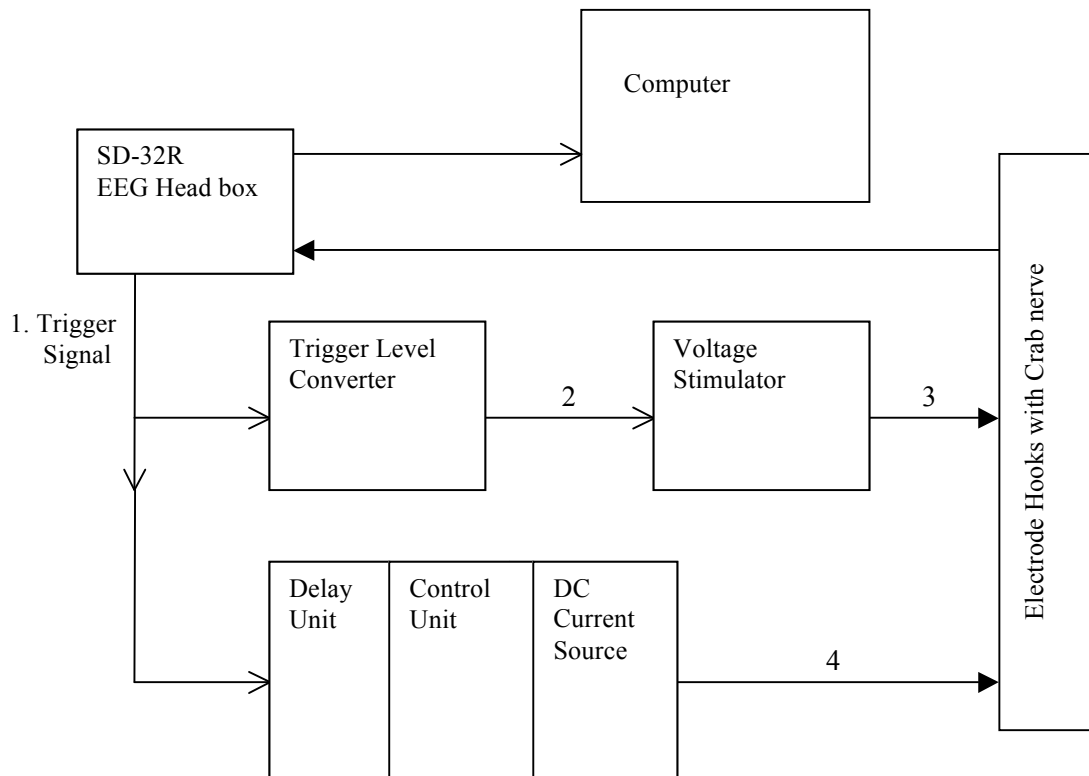 Computer
SD-32R
EEG Head box
1. Trigger
Signal
Trigger Level
Converter
2
Voltage
Stimulator
3
Electrode Hooks with Crab nerve
Delay
Unit
Control
Unit
DC
Current
Source
4